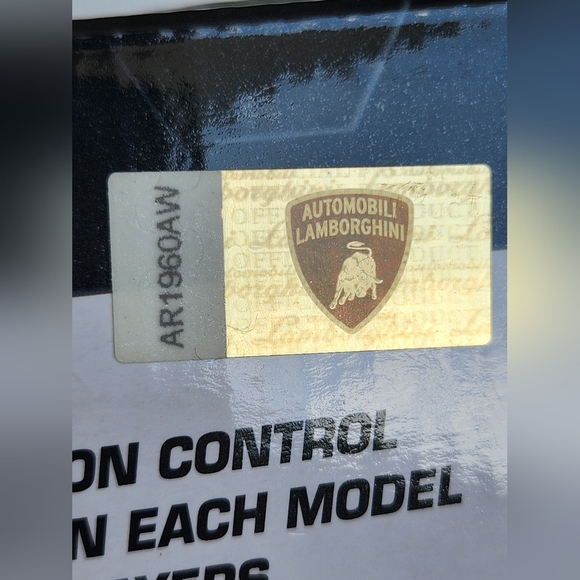 AR1960AW
AUTOMOBILI
LAMBORGHINI
ON CONTROL
N EACH MODEL